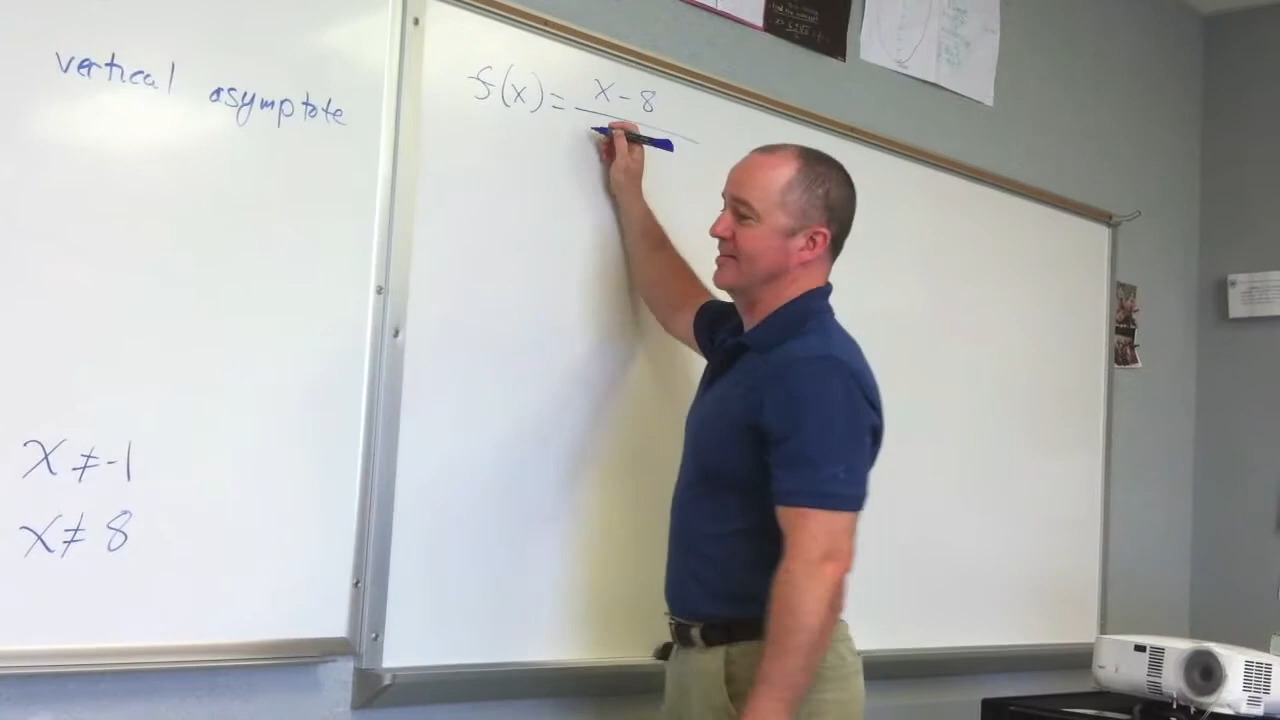 vertical asymptote
x ≠ -1
x ≠ 8
f(x) = x - 8